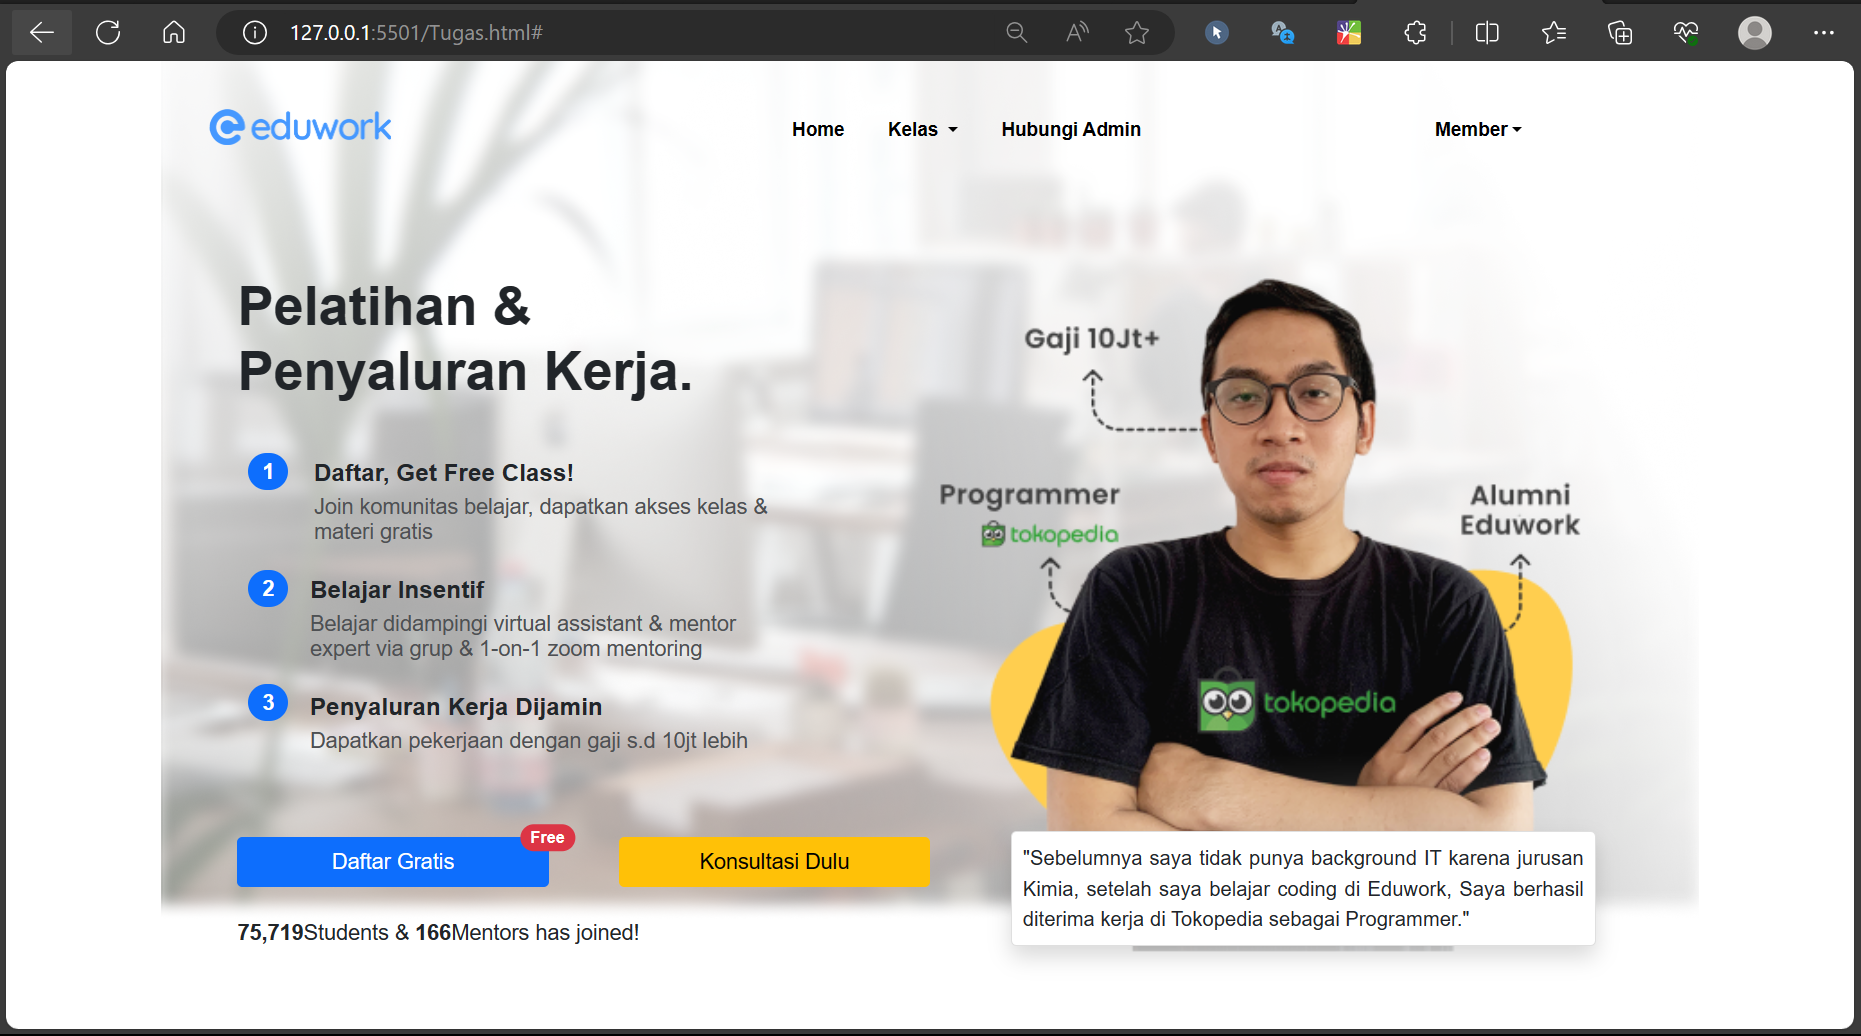 127.0.0.1:5501/Tugas.html#
eduwork
Home
Kelas
Hubungi Admin
Member
Pelatihan &
Penyaluran Kerja.
1
Daftar, Get Free Class!
Join komunitas belajar, dapatkan akses kelas &
materi gratis
2
Belajar Insentif
Belajar didampingi virtual assistant & mentor
expert via grup & 1-on-1 zoom mentoring
3
Penyaluran Kerja Dijamin
Dapatkan pekerjaan dengan gaji s.d 10jt lebih
Free
Daftar Gratis
Konsultasi Dulu
75,719Students & 166Mentors has joined!
Gaji 10Jt+
Programmer
tokopedia
Alumni
Eduwork
tokopedia
"Sebelumnya saya tidak punya background IT karena jurusan
Kimia, setelah saya belajar coding di Eduwork, Saya berhasil
diterima kerja di Tokopedia sebagai Programmer."